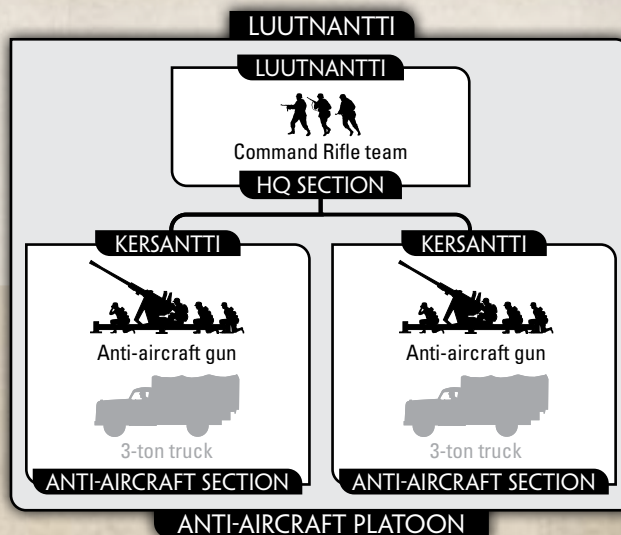 LUUTNANTTI
LUUTNANTTI
Command Rifle team
HQ SECTION
KERSANTTI
Anti-aircraft gun
3-ton truck
ANTI-AIRCRAFT SECTION
KERSANTTI
Anti-aircraft gun
3-ton truck
ANTI-AIRCRAFT SECTION
ANTI-AIRCRAFT PLATOON